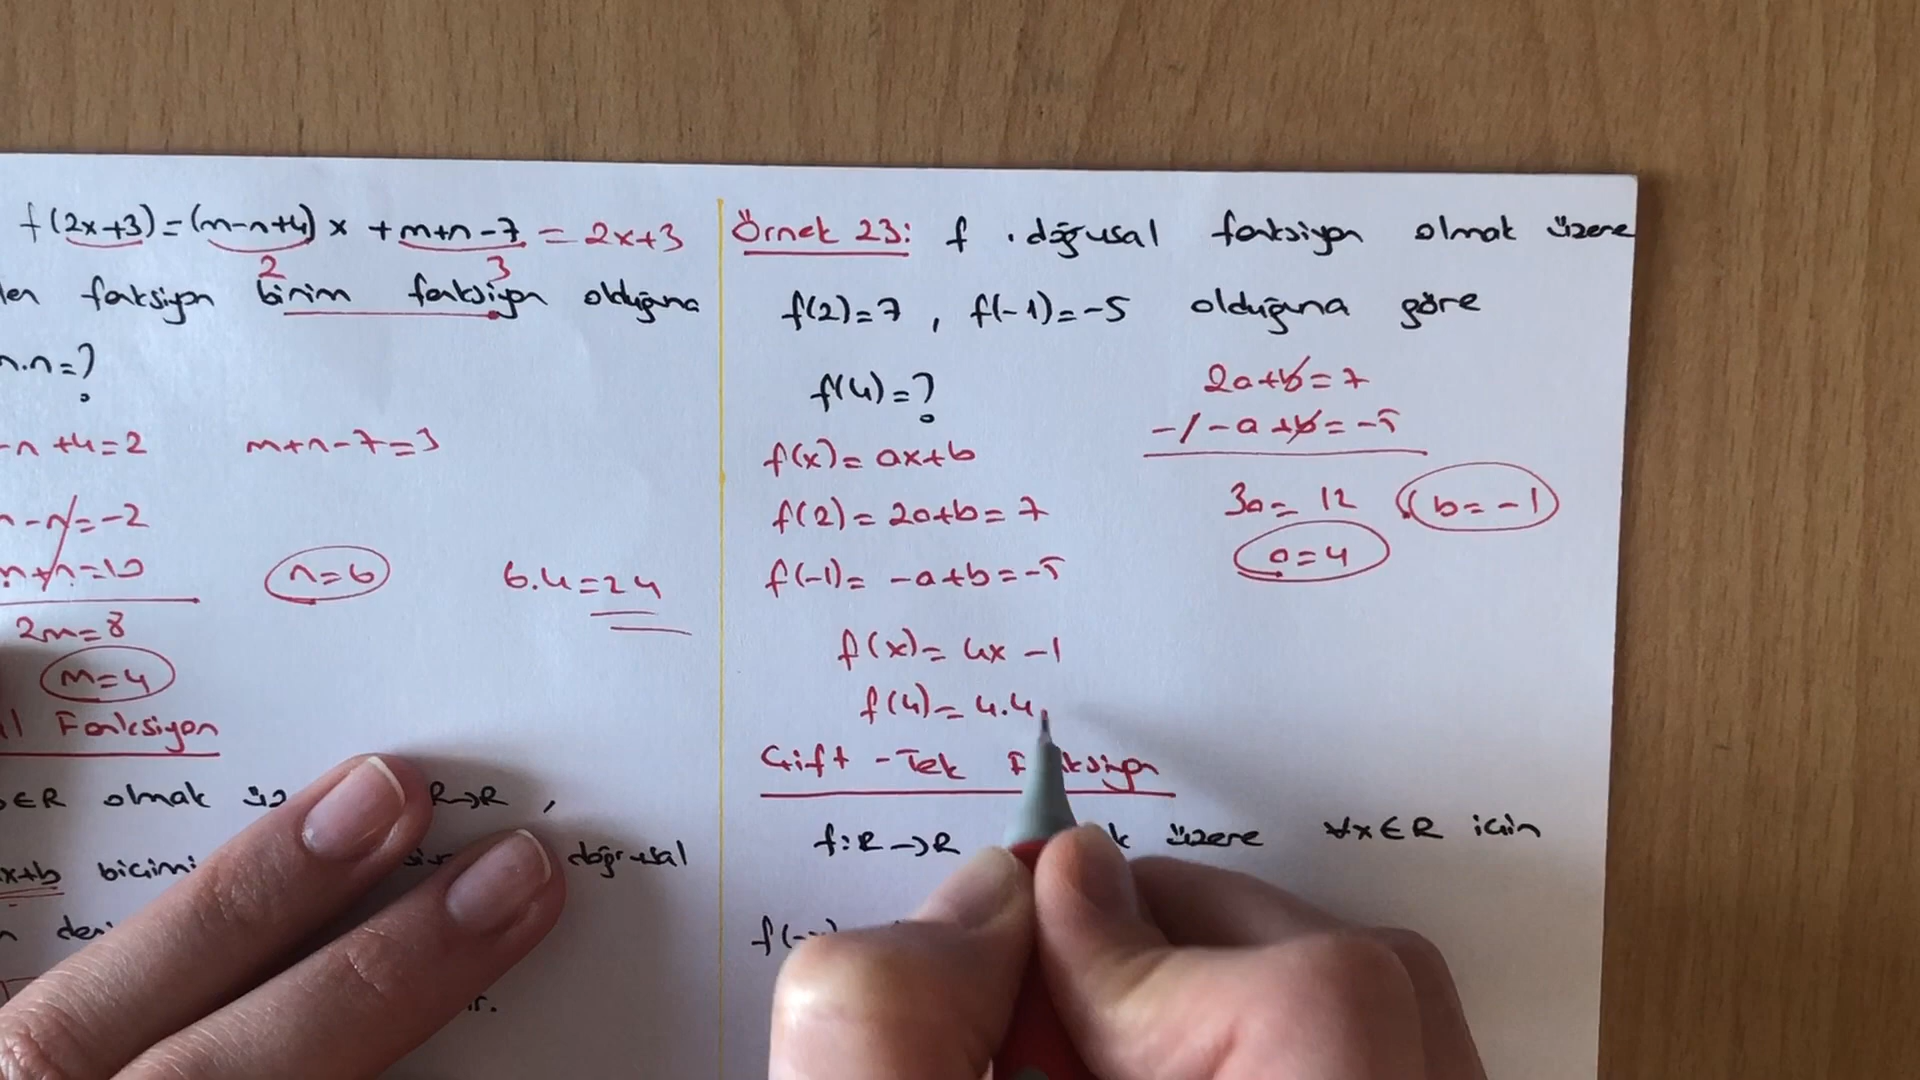 f(2x+3)=(m-n+4)x+m+n-7=2x+3
2 3
fonksiyon birim fonksiyon olduğuna
n=?
-n+4=2 m+n-7=3
-n=-2
m+n=10
n=6
6.4=24
2m=8
m=4
Fonksiyon
∈R olmak R→R,
x+b doğrusal
Örnek 23: f doğrusal fonksiyon olmak üzere
f(2)=7, f(-1)=-5 olduğuna göre
f(4)=?
2a+b=7
-/-a+b=-5
3a=12 b=-1
a=4
f(x)=ax+b
f(2)=2a+b=7
f(-1)=-a+b=-5
f(x)=4x-1
f(4)=4.4
Çift-Tek
f:R→R üzere ∀x∈R için